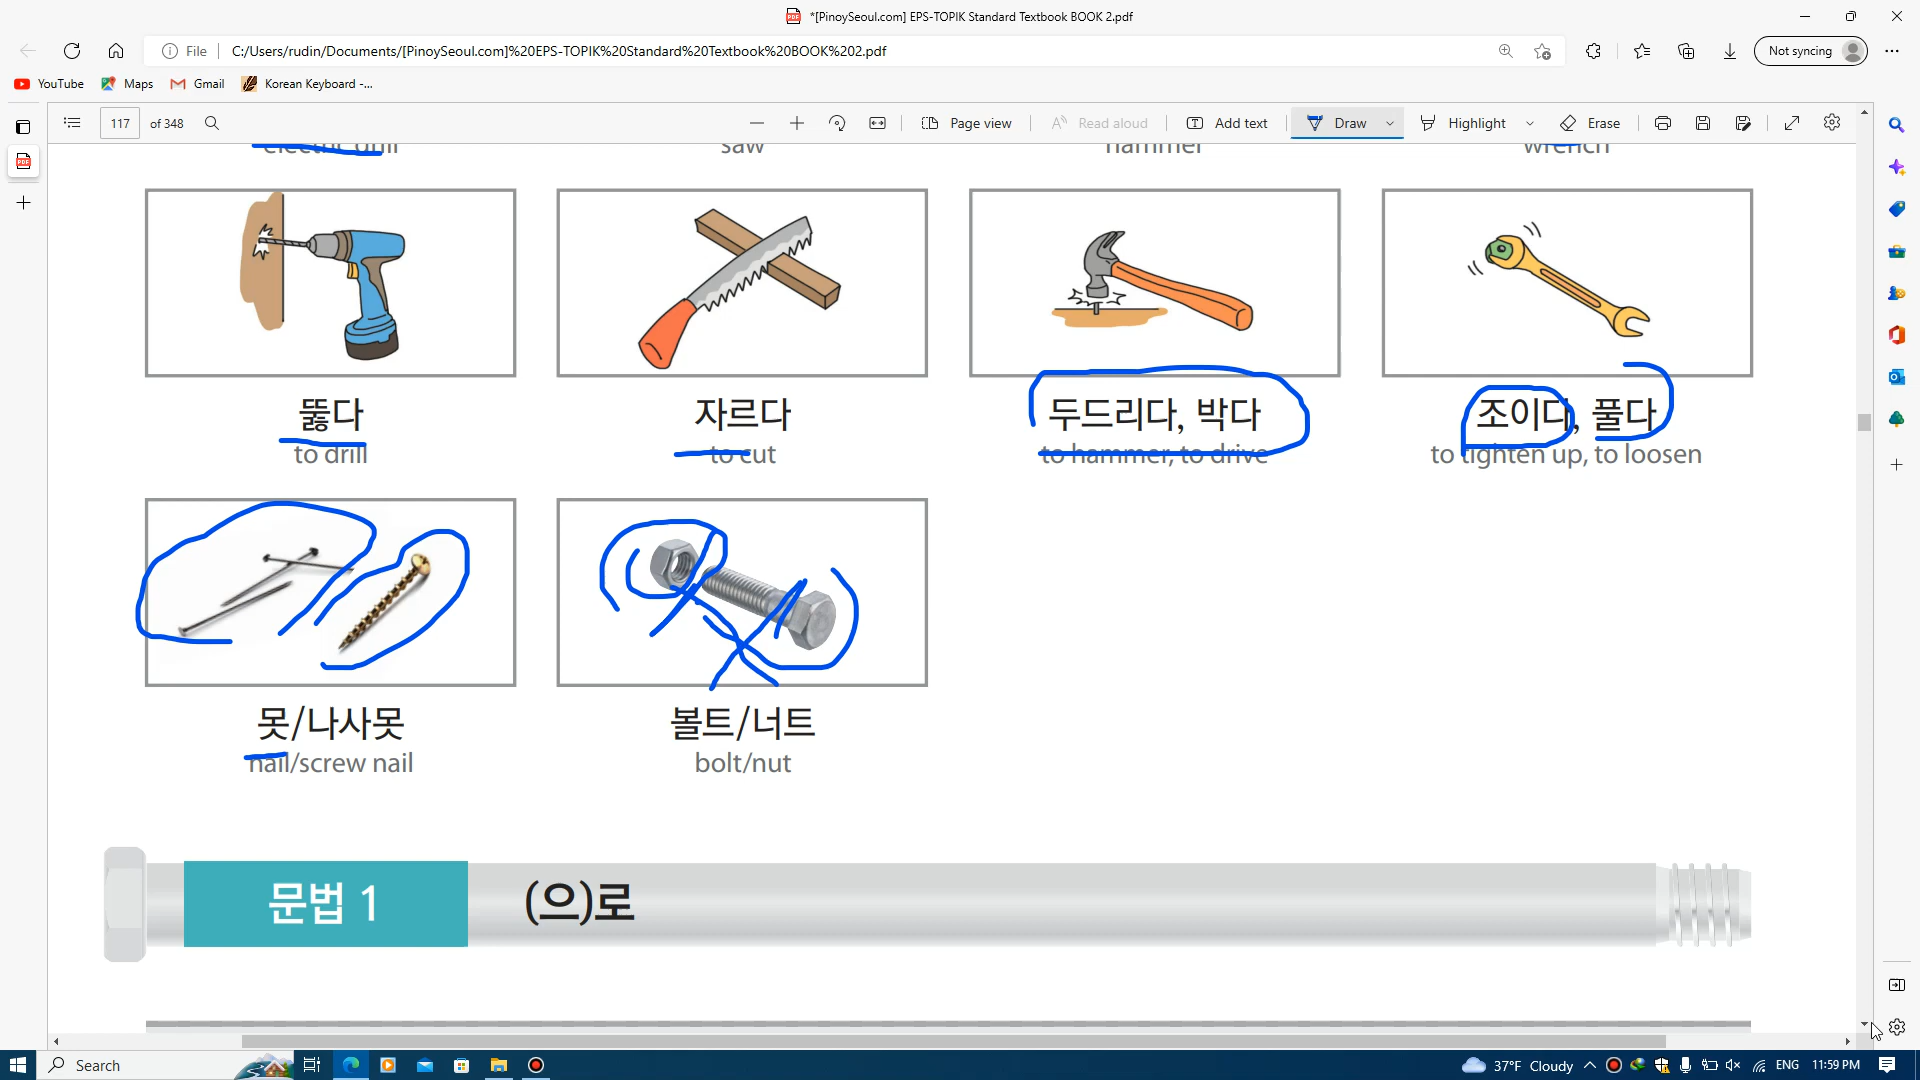 *[PinoySeoul.com] EPS-TOPIK Standard Textbook BOOK 2.pdf
File C:/Users/rudin/Documents/[PinoySeoul.com]%20EPS-TOPIK%20Standard%20Textbook%20BOOK%202.pdf Not syncing
YouTube Maps Gmail Korean Keyboard -...
117 of 348 Page view Read aloud Add text Draw Highlight Erase
electric drill saw hammer wrench
뚫다 자르다 두드리다, 박다 조이다, 풀다
to drill to cut to hammer, to drive to tighten up, to loosen
못/나사못 볼트/너트
nail/screw nail bolt/nut
문법 1 (으)로
Search 37°F Cloudy ENG 11:59 PM